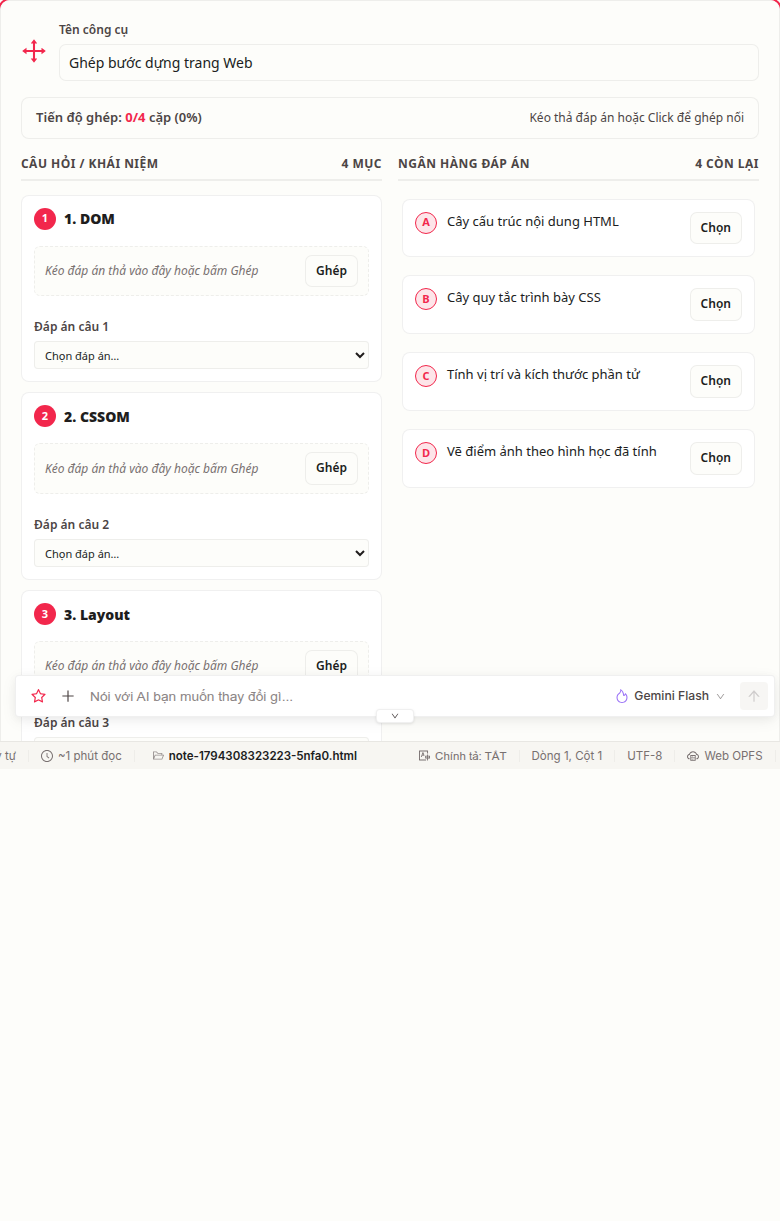 Tên công cụ
Ghép bước dựng trang Web
Tiến độ ghép: 0/4 cặp (0%)
Kéo thả đáp án hoặc Click để ghép nối
CÂU HỎI / KHÁI NIỆM
4 MỤC
1
1. DOM
Kéo đáp án thả vào đây hoặc bấm Ghép
Ghép
Đáp án câu 1
Chọn đáp án...
2
2. CSSOM
Kéo đáp án thả vào đây hoặc bấm Ghép
Ghép
Đáp án câu 2
Chọn đáp án...
3
3. Layout
Kéo đáp án thả vào đây hoặc bấm Ghép
Ghép
Đáp án câu 3
NGÂN HÀNG ĐÁP ÁN
4 CÒN LẠI
A
Cây cấu trúc nội dung HTML
Chọn
B
Cây quy tắc trình bày CSS
Chọn
C
Tính vị trí và kích thước phần tử
Chọn
D
Vẽ điểm ảnh theo hình học đã tính
Chọn
Nói với AI bạn muốn thay đổi gì...
Gemini Flash
tự
~1 phút đọc
note-1794308323223-5nfa0.html
Chính tả: TẮT
Dòng 1, Cột 1
UTF-8
Web OPFS